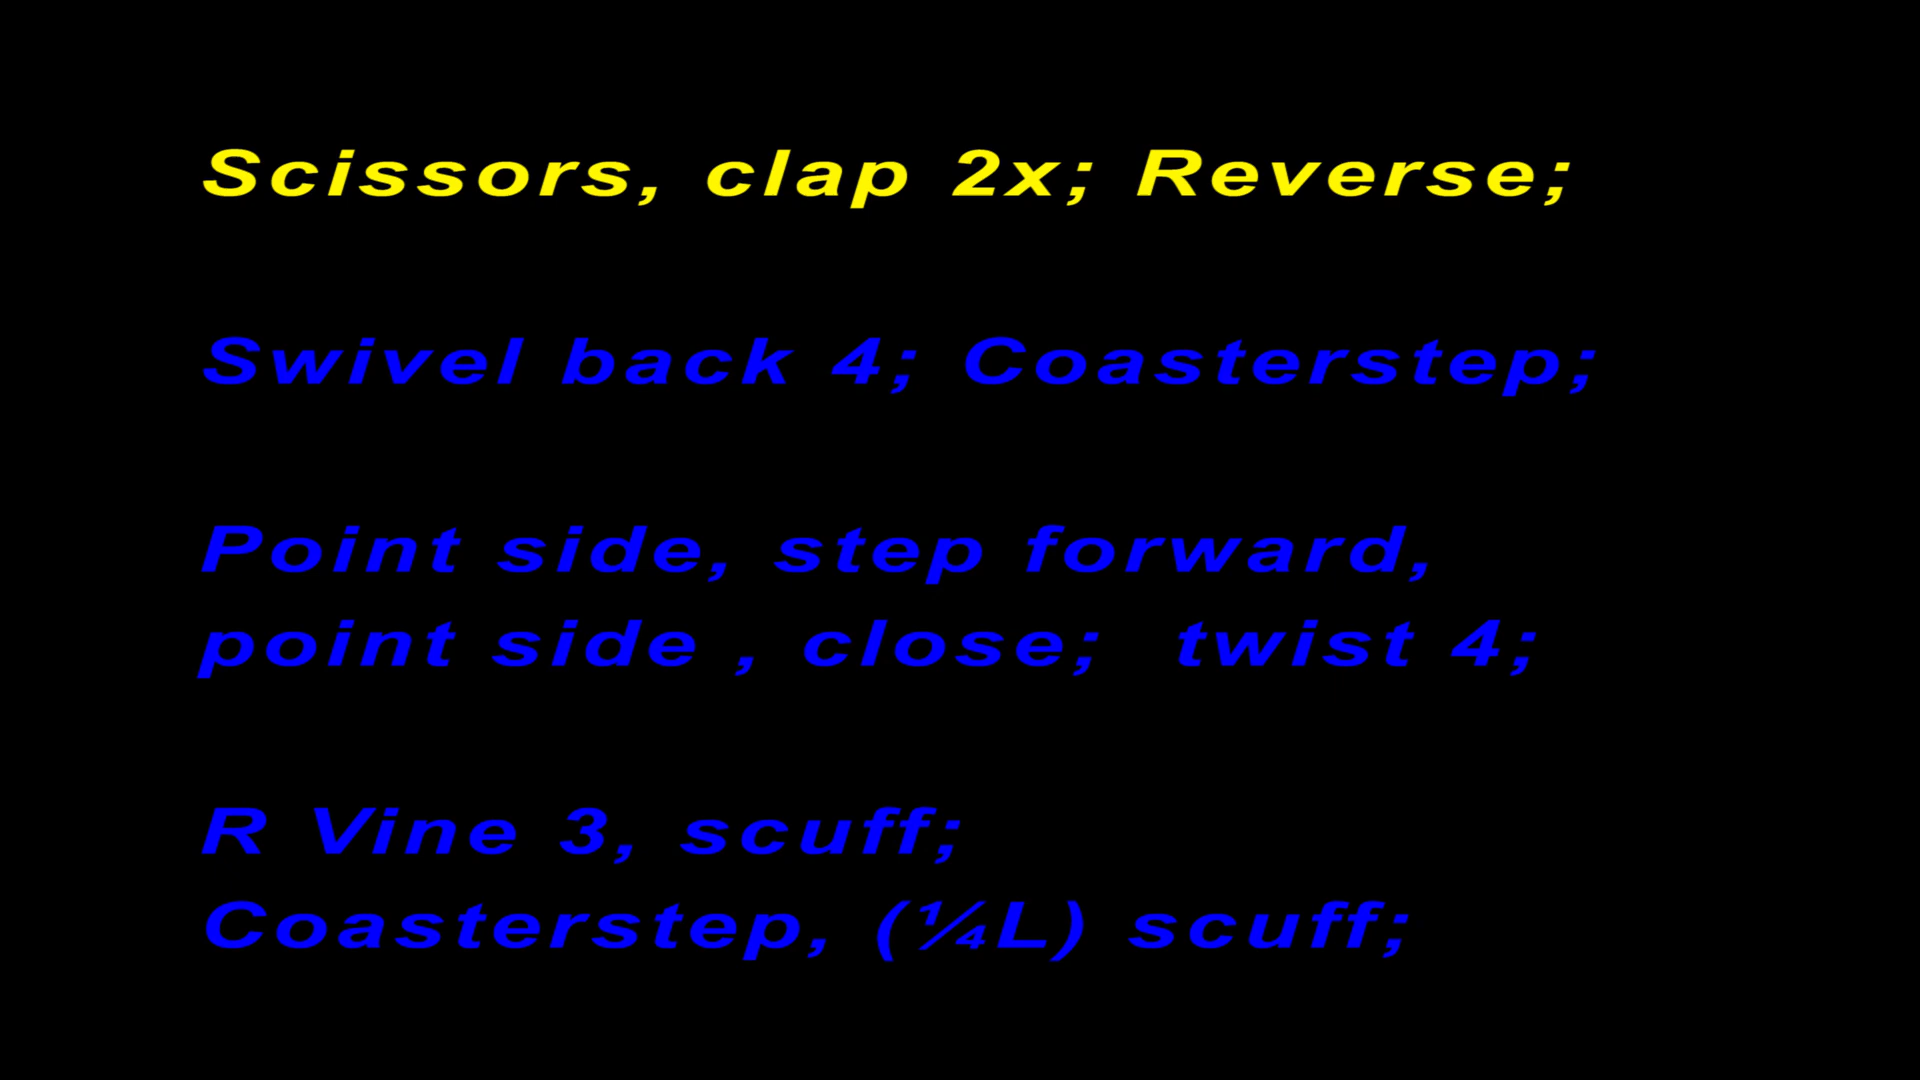 Scissors, clap 2x; Reverse;
Swivel back 4; Coasterstep;
Point side, step forward,
point side , close;  twist 4;
R Vine 3, scuff;
Coasterstep, (¼L) scuff;